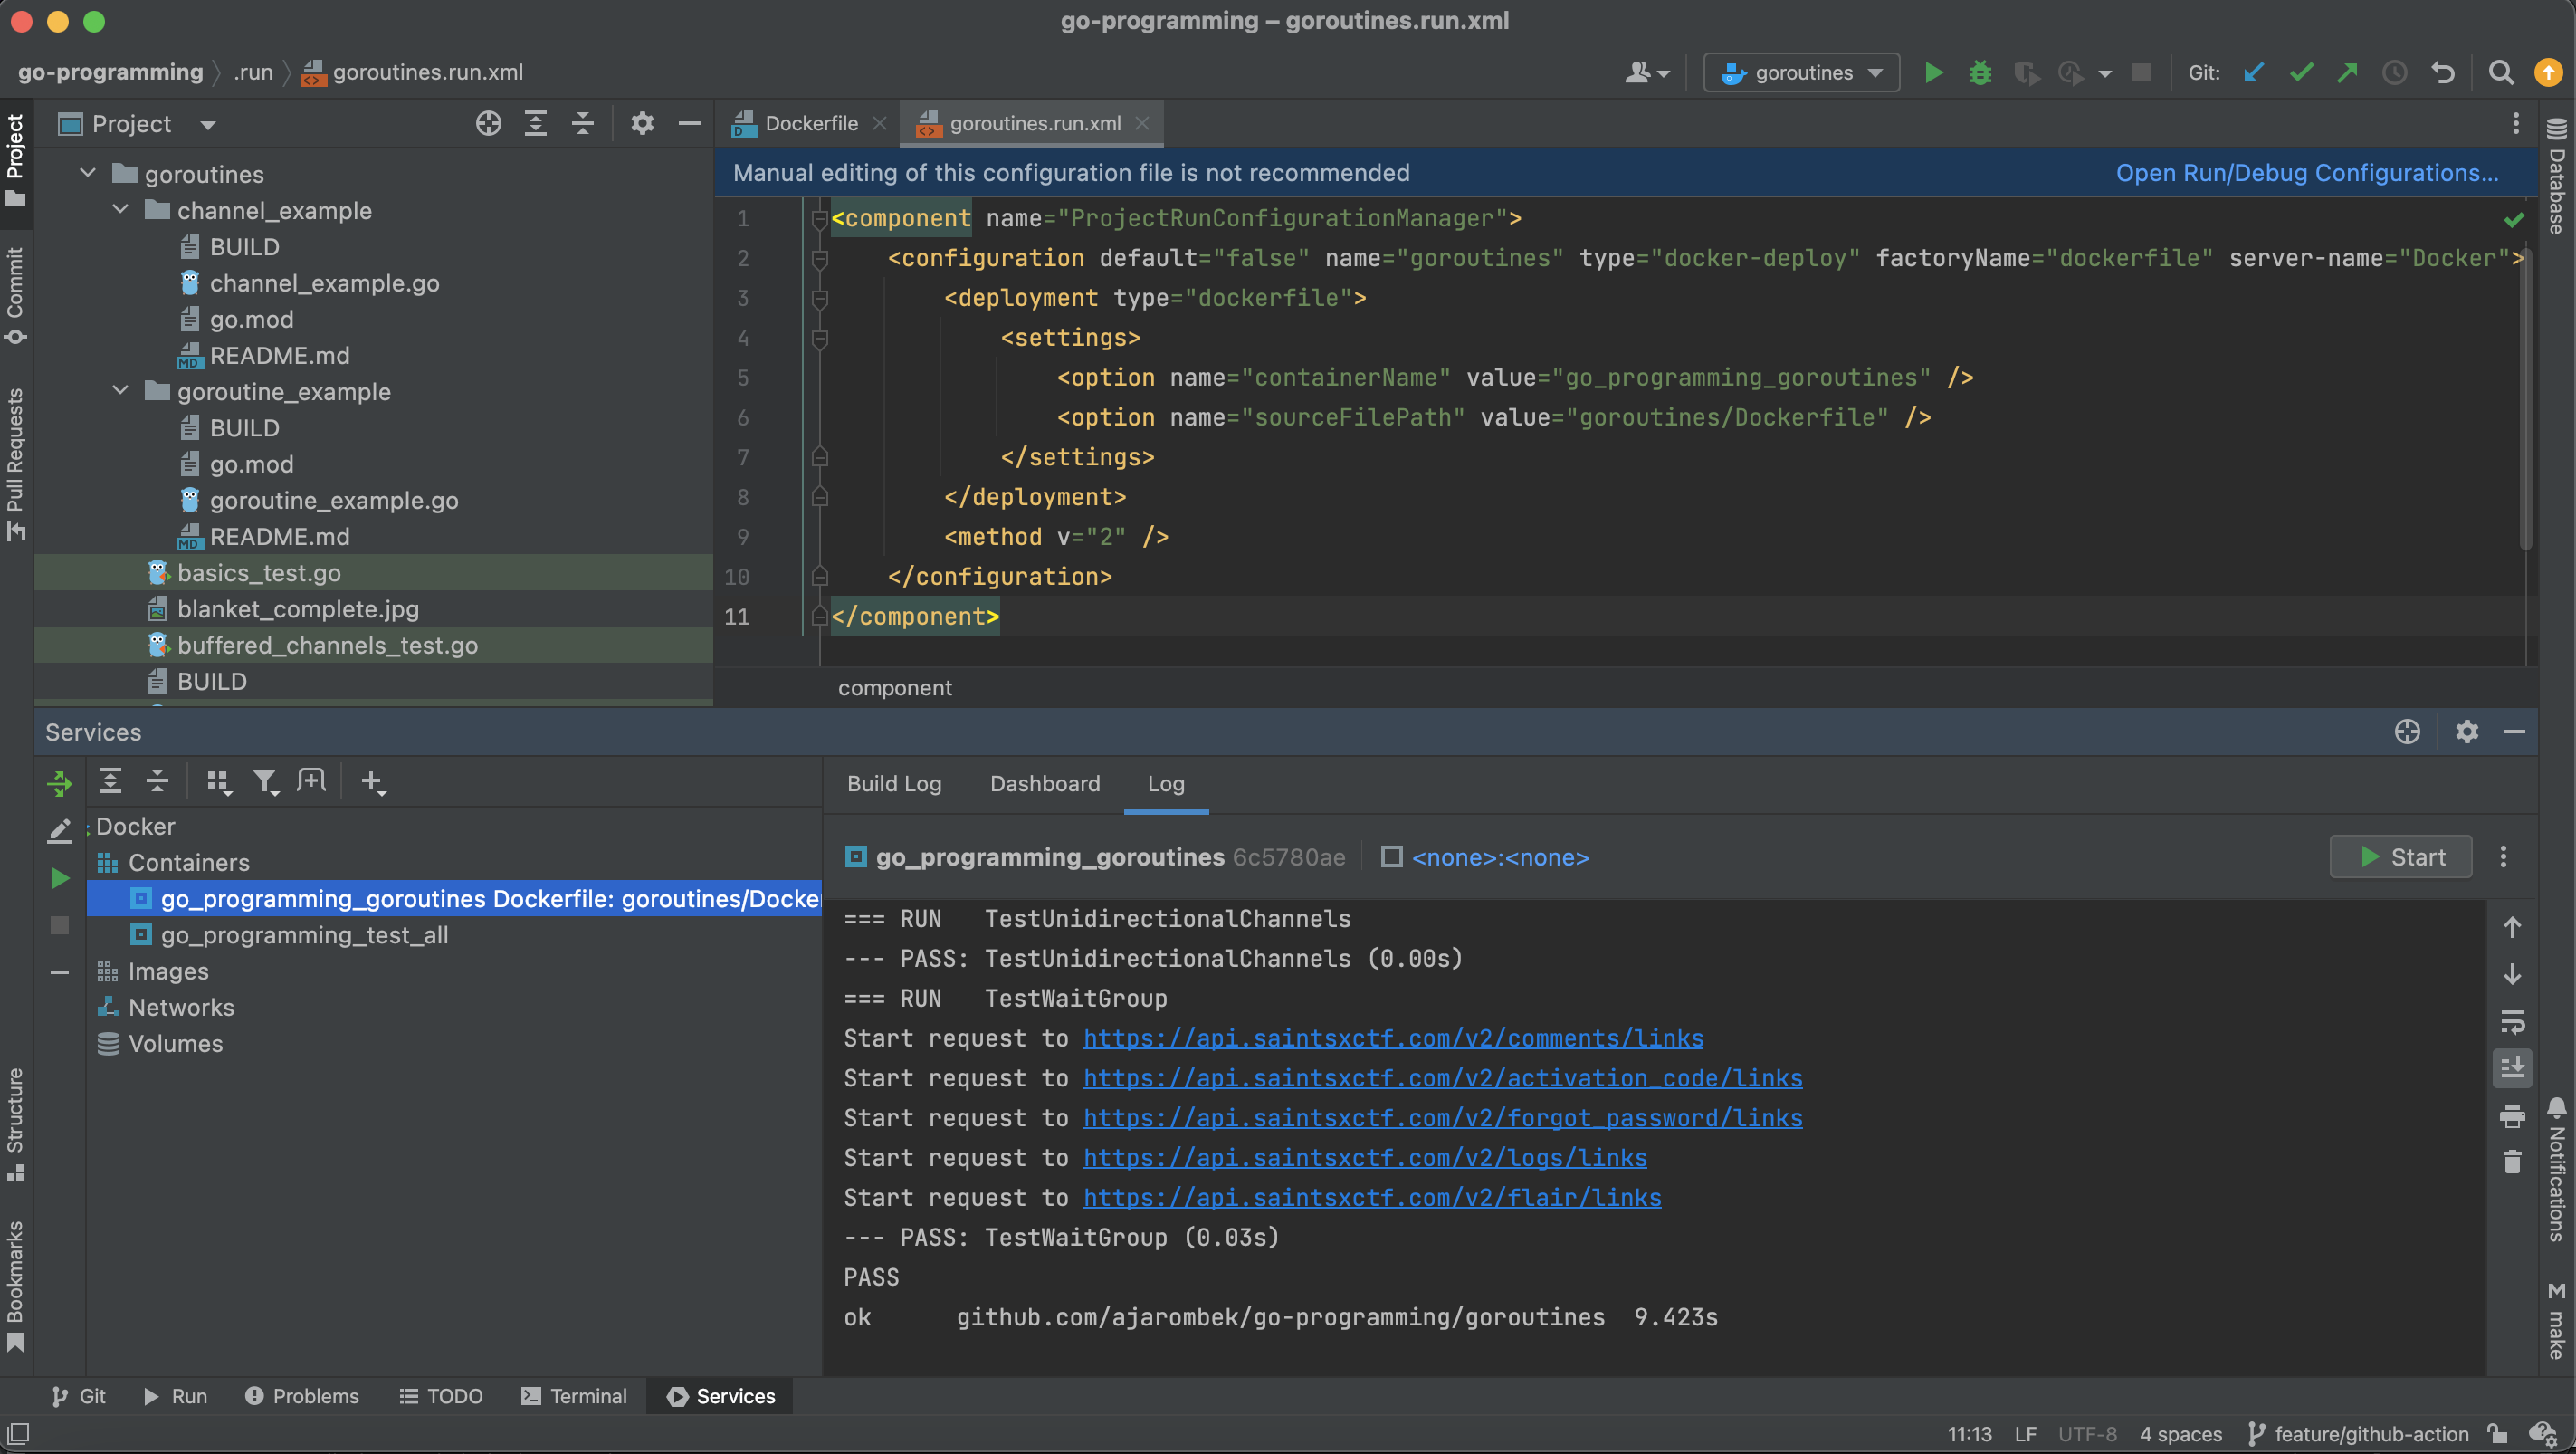 go-programming – goroutines.run.xml
go-programming .run goroutines.run.xml
goroutines
Git:
Project
Commit
Pull Requests
Structure
Bookmarks
Project
goroutines
channel_example
BUILD
channel_example.go
go.mod
README.md
goroutine_example
BUILD
go.mod
goroutine_example.go
README.md
basics_test.go
blanket_complete.jpg
buffered_channels_test.go
BUILD
Dockerfile
goroutines.run.xml
Manual editing of this configuration file is not recommended
Open Run/Debug Configurations...
1 <component name="ProjectRunConfigurationManager">
2 <configuration default="false" name="goroutines" type="docker-deploy" factoryName="dockerfile" server-name="Docker">
3 <deployment type="dockerfile">
4 <settings>
5 <option name="containerName" value="go_programming_goroutines" />
6 <option name="sourceFilePath" value="goroutines/Dockerfile" />
7 </settings>
8 </deployment>
9 <method v="2" />
10 </configuration>
11 </component>
component
Database
Notifications
make
Services
Docker
Containers
go_programming_goroutines Dockerfile: goroutines/Docke
go_programming_test_all
Images
Networks
Volumes
Build Log Dashboard Log
go_programming_goroutines 6c5780ae <none>:<none>
Start
=== RUN TestUnidirectionalChannels
--- PASS: TestUnidirectionalChannels (0.00s)
=== RUN TestWaitGroup
Start request to https://api.saintsxctf.com/v2/comments/links
Start request to https://api.saintsxctf.com/v2/activation_code/links
Start request to https://api.saintsxctf.com/v2/forgot_password/links
Start request to https://api.saintsxctf.com/v2/logs/links
Start request to https://api.saintsxctf.com/v2/flair/links
--- PASS: TestWaitGroup (0.03s)
PASS
ok github.com/ajarombek/go-programming/goroutines 9.423s
Git Run Problems TODO Terminal Services
11:13 LF UTF-8 4 spaces feature/github-action